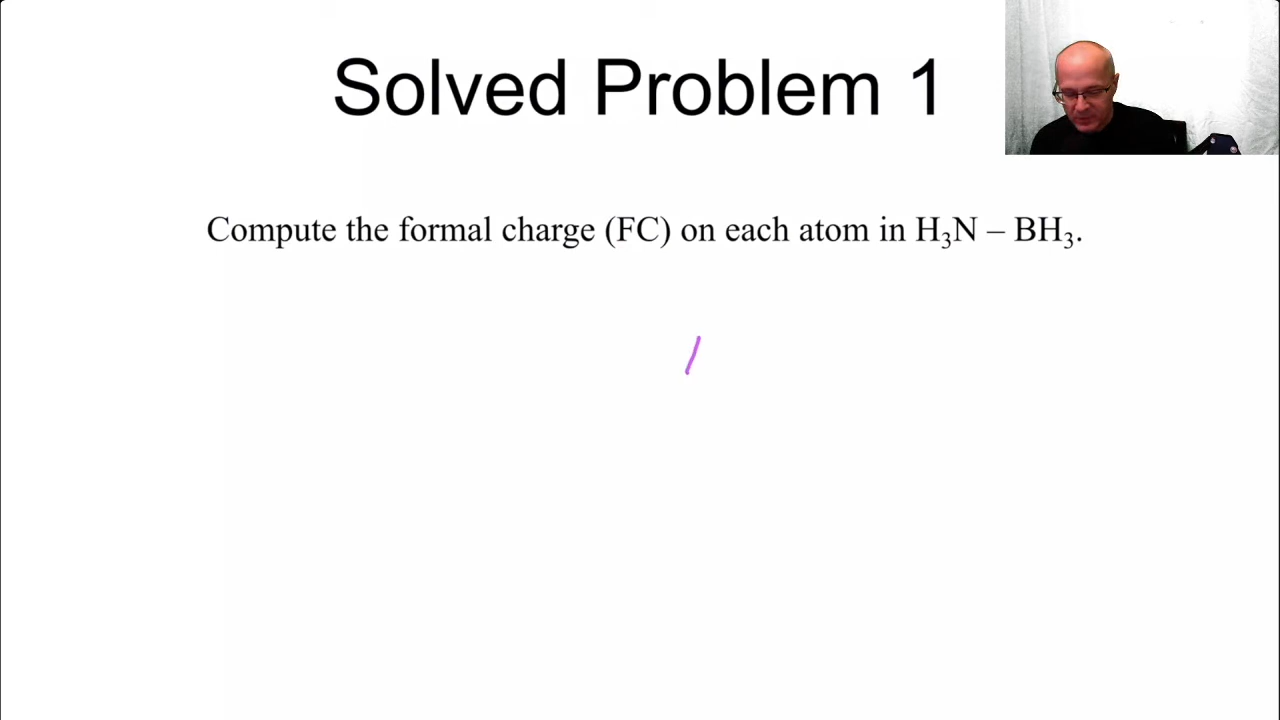 Solved Problem 1
Compute the formal charge (FC) on each atom in H₃N – BH₃.